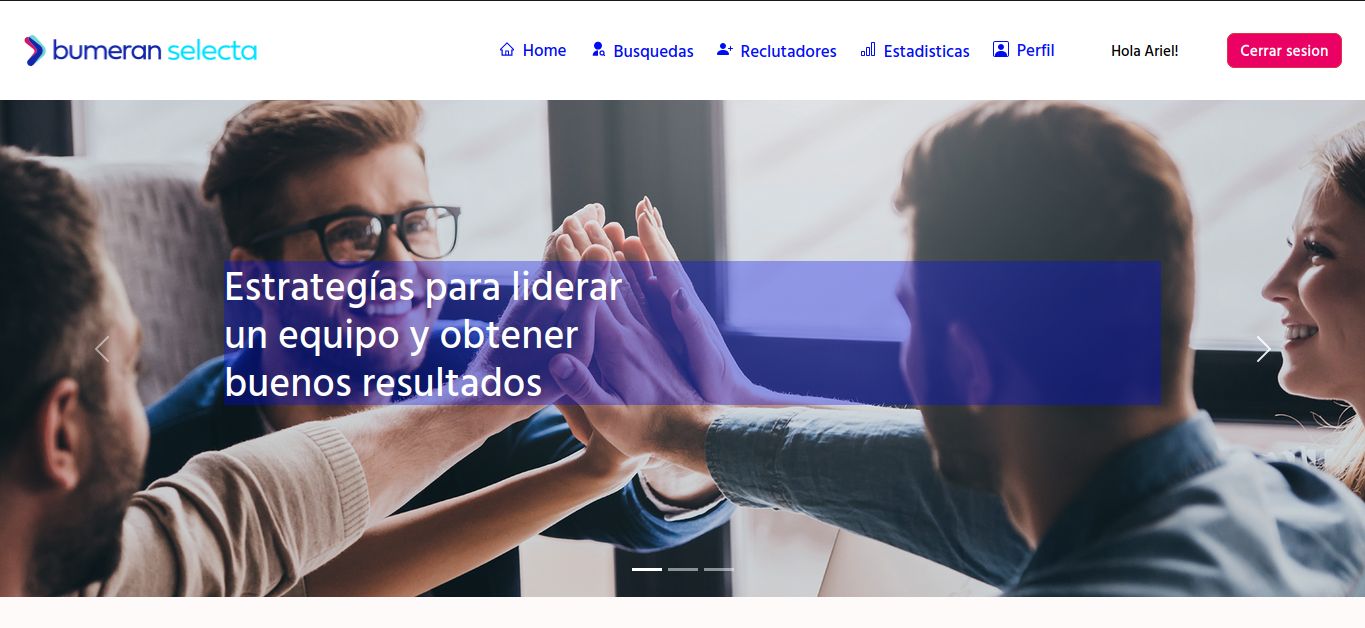 bumeran selecta
Home
Busquedas
Reclutadores
Estadisticas
Perfil
Hola Ariel!
Cerrar sesion
Estrategías para liderar
un equipo y obtener
buenos resultados